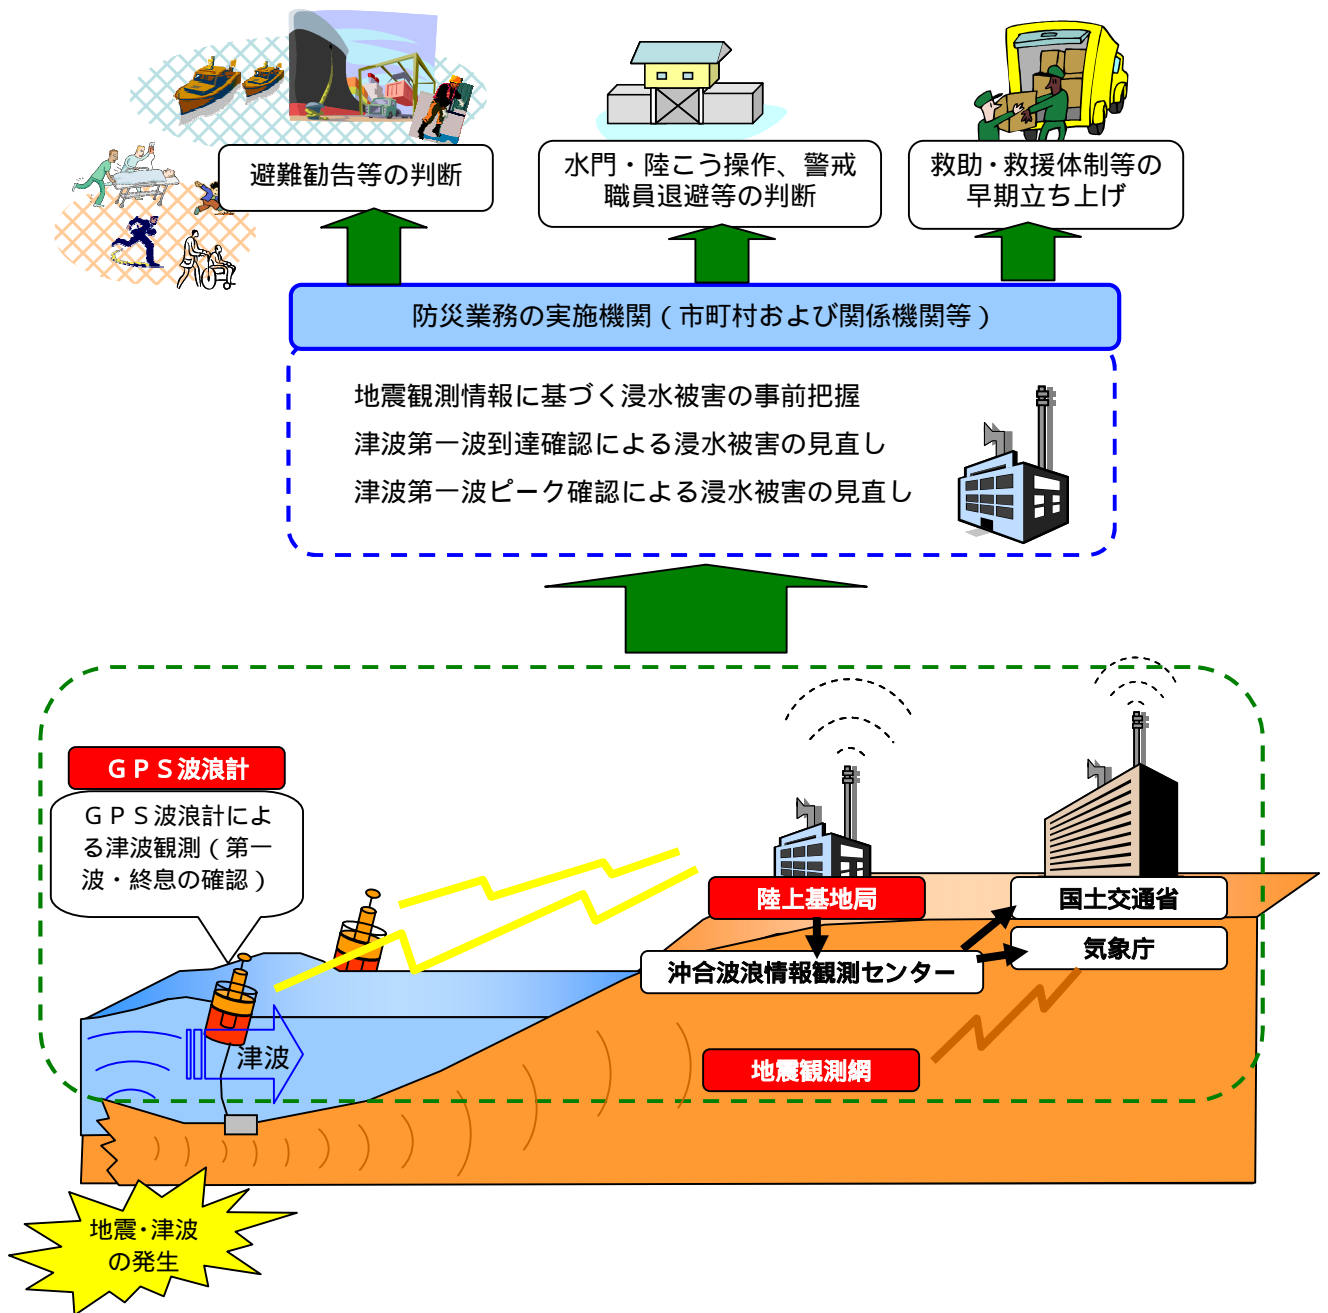 避難勧告等の判断
水門・陸こう操作、警戒
職員退避等の判断
救助・救援体制等の
早期立ち上げ
防災業務の実施機関（市町村および関係機関等）
地震観測情報に基づく浸水被害の事前把握
津波第一波到達確認による浸水被害の見直し
津波第一波ピーク確認による浸水被害の見直し
ＧＰＳ波浪計
ＧＰＳ波浪計によ
る津波観測（第一
波・終息の確認）
陸上基地局
国土交通省
沖合波浪情報観測センター
気象庁
津波
地震観測網
地震・津波
の発生